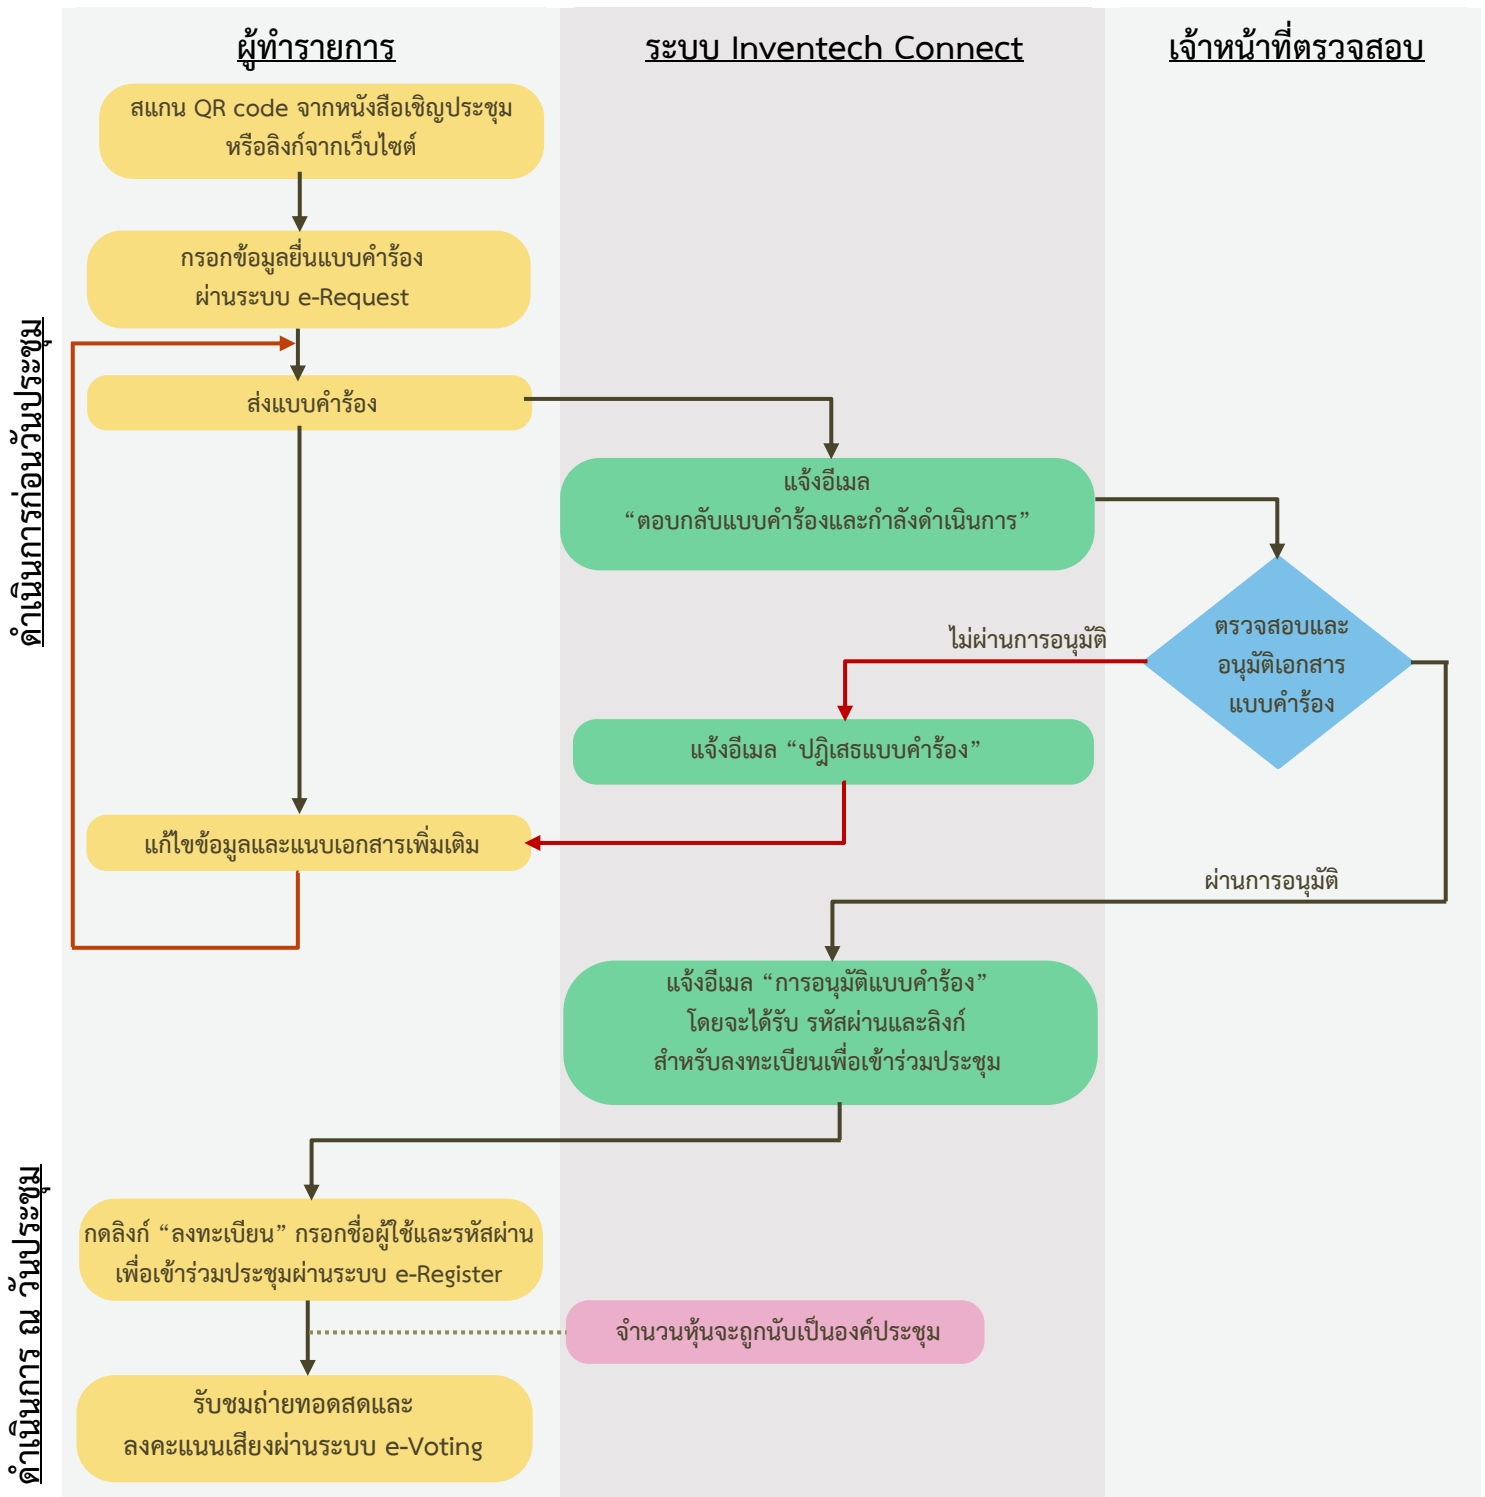 ผู้ทำรายการ
ระบบ Inventech Connect
เจ้าหน้าที่ตรวจสอบ
ดำเนินการก่อนวันประชุม
สแกน QR code จากหนังสือเชิญประชุม
หรือลิงก์จากเว็บไซต์
กรอกข้อมูลยื่นแบบคำร้อง
ผ่านระบบ e-Request
ส่งแบบคำร้อง
แจ้งอีเมล
“ตอบกลับแบบคำร้องและกำลังดำเนินการ”
ตรวจสอบและ
อนุมัติเอกสาร
แบบคำร้อง
ไม่ผ่านการอนุมัติ
แจ้งอีเมล “ปฎิเสธแบบคำร้อง”
แก้ไขข้อมูลและแนบเอกสารเพิ่มเติม
ผ่านการอนุมัติ
แจ้งอีเมล “การอนุมัติแบบคำร้อง”
โดยจะได้รับ รหัสผ่านและลิงก์
สำหรับลงทะเบียนเพื่อเข้าร่วมประชุม
ดำเนินการ ณ วันประชุม
กดลิงก์ “ลงทะเบียน” กรอกชื่อผู้ใช้และรหัสผ่าน
เพื่อเข้าร่วมประชุมผ่านระบบ e-Register
จำนวนหุ้นจะถูกนับเป็นองค์ประชุม
รับชมถ่ายทอดสดและ
ลงคะแนนเสียงผ่านระบบ e-Voting